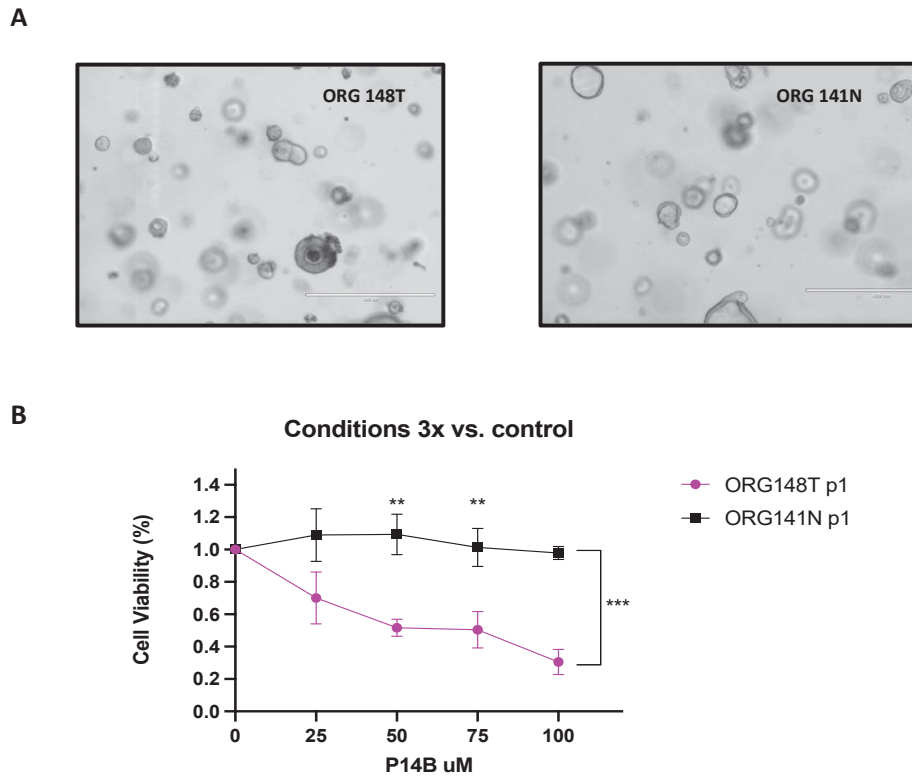 A
ORG 148T
ORG 141N
B
Conditions 3x vs. control
ORG148T p1
ORG141N p1
Cell Viability (%)
1.4
1.2
1.0
0.8
0.6
0.4
0.2
0.0
** **
***
0 25 50 75 100
P14B uM